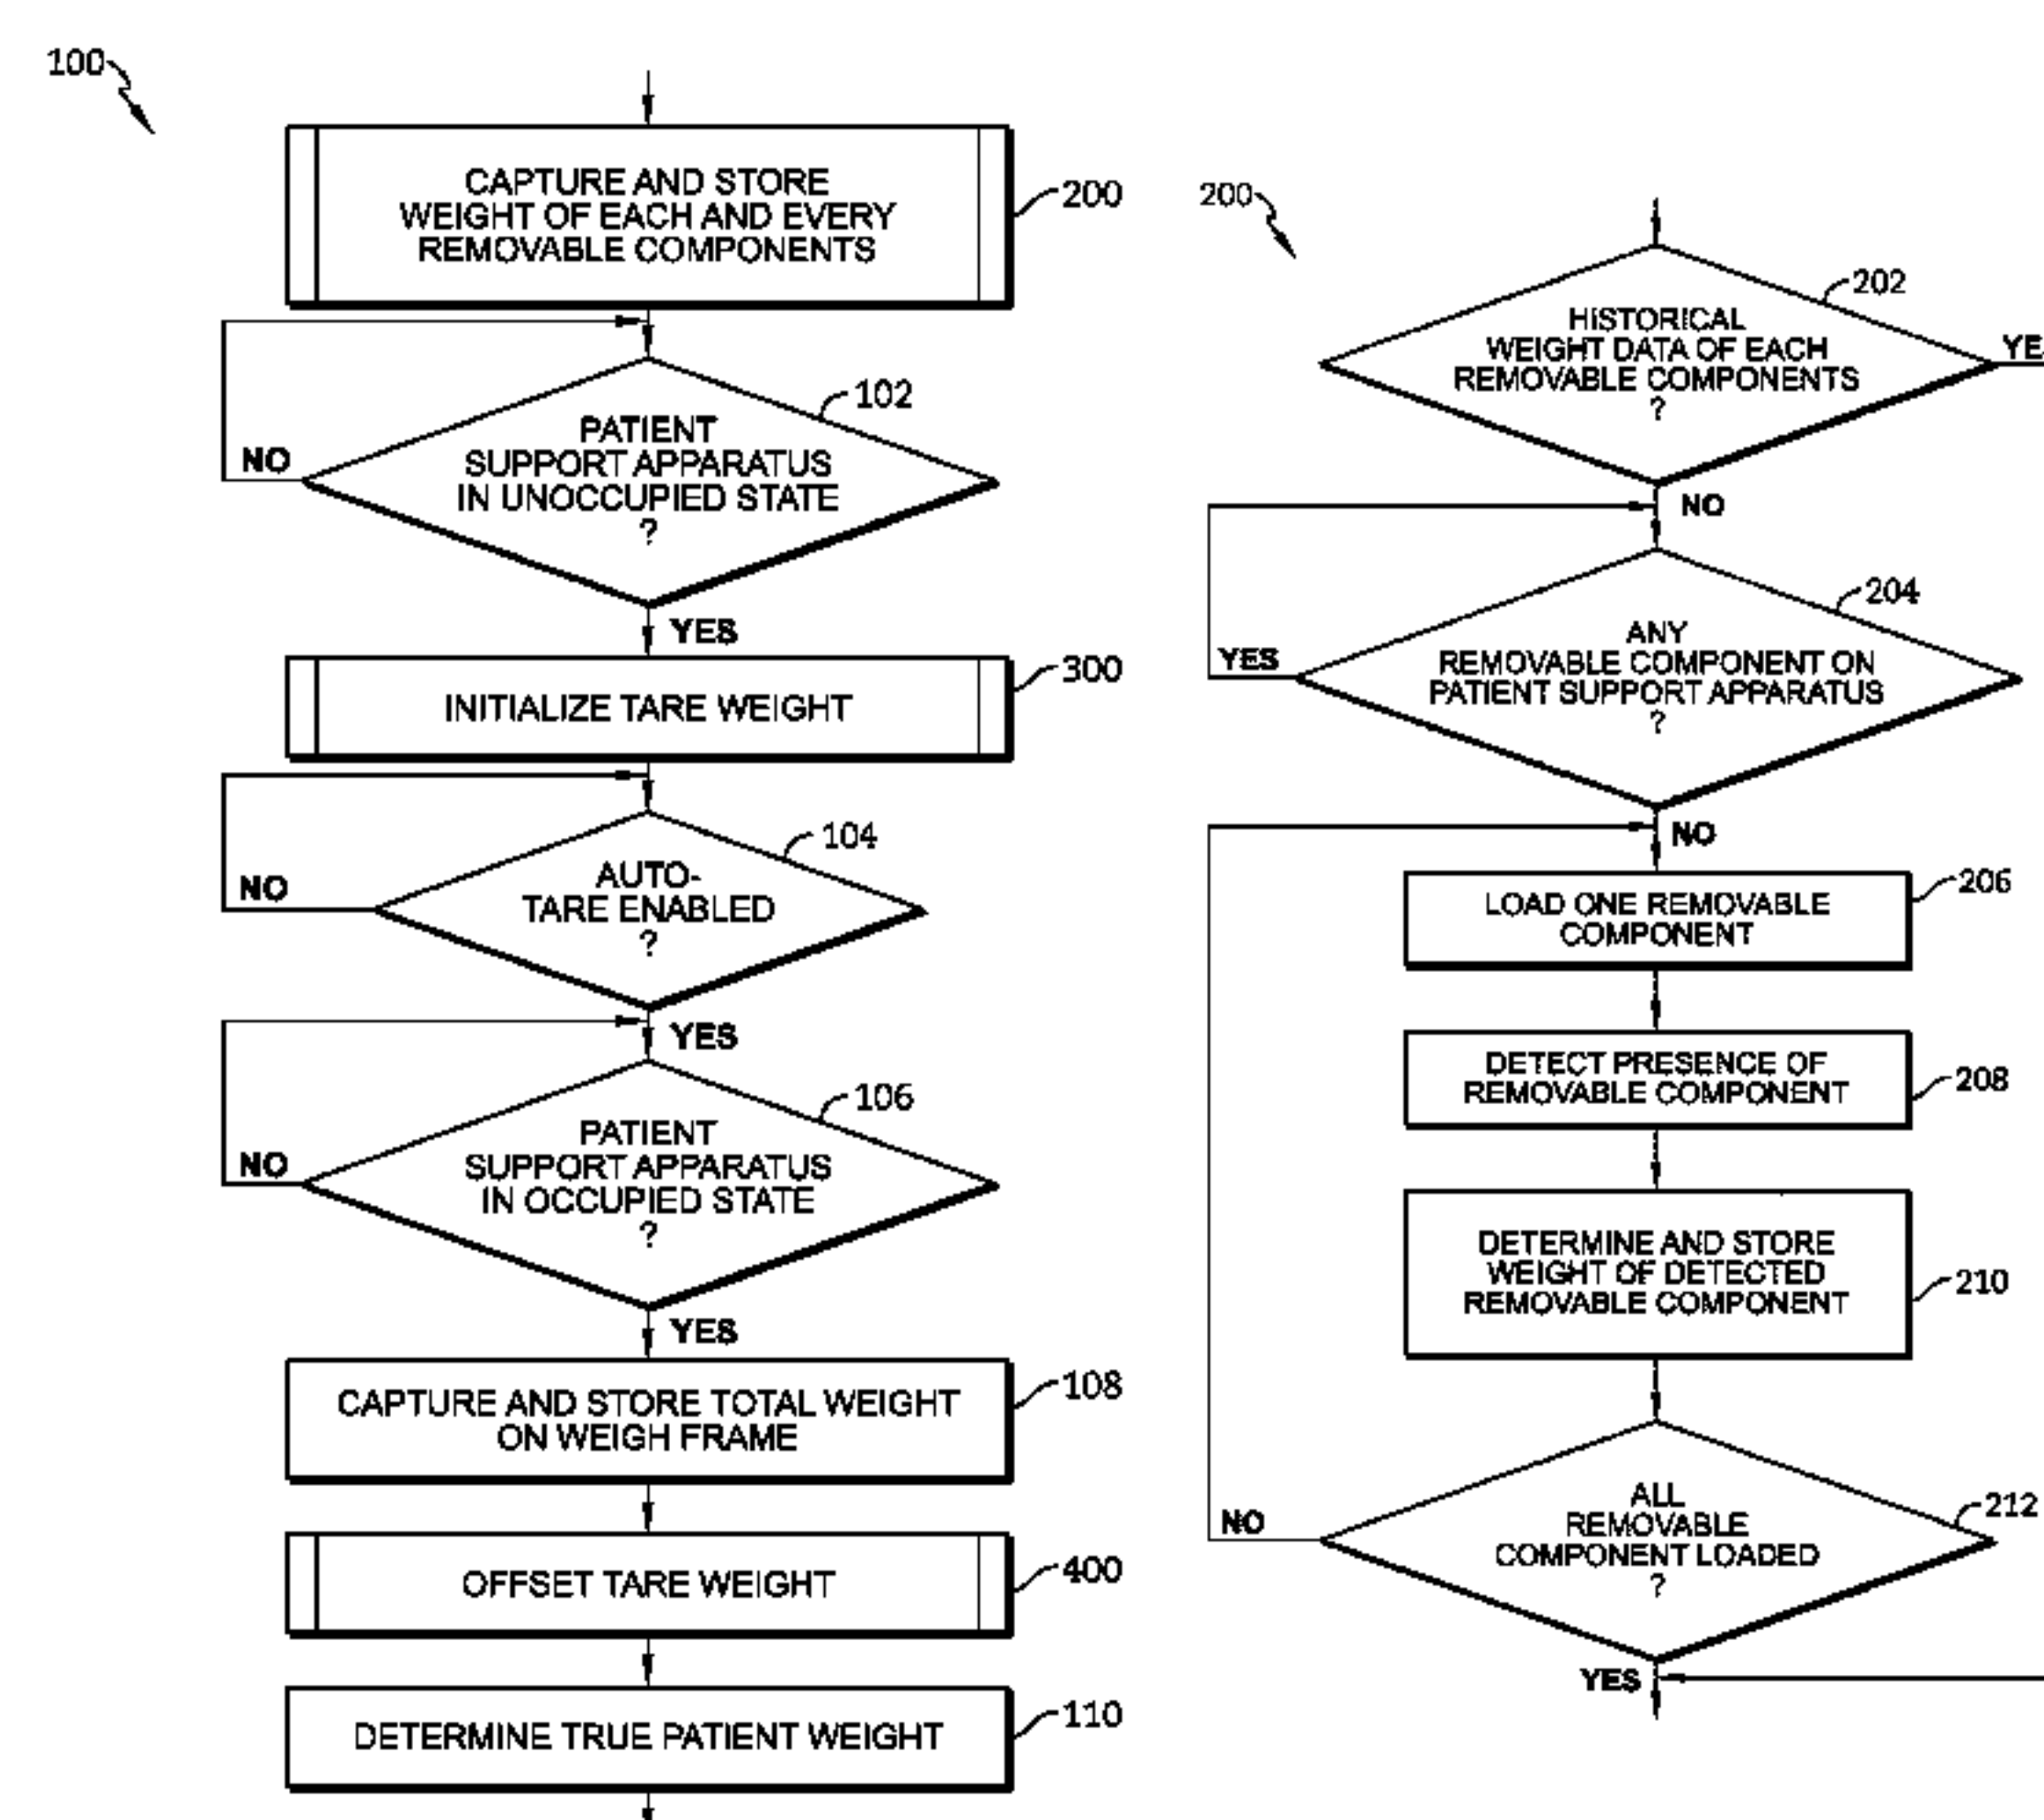 100
CAPTURE AND STORE
WEIGHT OF EACH AND EVERY
REMOVABLE COMPONENTS
200
102
PATIENT
SUPPORT APPARATUS
IN UNOCCUPIED STATE
?
NO
YES
INITIALIZE TARE WEIGHT
300
104
AUTO-
TARE ENABLED
?
NO
YES
106
PATIENT
SUPPORT APPARATUS
IN OCCUPIED STATE
?
NO
YES
CAPTURE AND STORE TOTAL WEIGHT
ON WEIGH FRAME
108
OFFSET TARE WEIGHT
400
DETERMINE TRUE PATIENT WEIGHT
110
200
202
HISTORICAL
WEIGHT DATA OF EACH
REMOVABLE COMPONENTS
?
NO
204
ANY
REMOVABLE COMPONENT ON
PATIENT SUPPORT APPARATUS
?
YES
NO
LOAD ONE REMOVABLE
COMPONENT
206
DETECT PRESENCE OF
REMOVABLE COMPONENT
208
DETERMINE AND STORE
WEIGHT OF DETECTED
REMOVABLE COMPONENT
210
ALL
REMOVABLE
COMPONENT LOADED
?
212
NO
YES